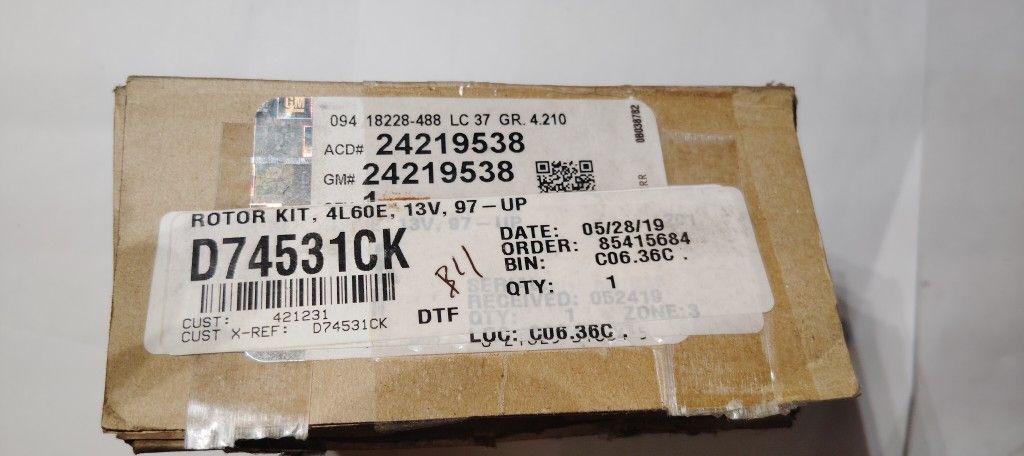 GM
094 18228-488 LC 37 GR. 4.210
ACD# 24219538
GM# 24219538
1
08038782
RR
ROTOR KIT, 4L60E, 13V, 97-UP
D74531CK
CUST: 421231
CUST X-REF: D74531CK
811
DTF
DATE: 05/28/19
ORDER: 85415684
BIN: C06.36C .
QTY: 1
RECEIVED: 052419
QTY: 1 ZONE:3
LOC: C06.36C .